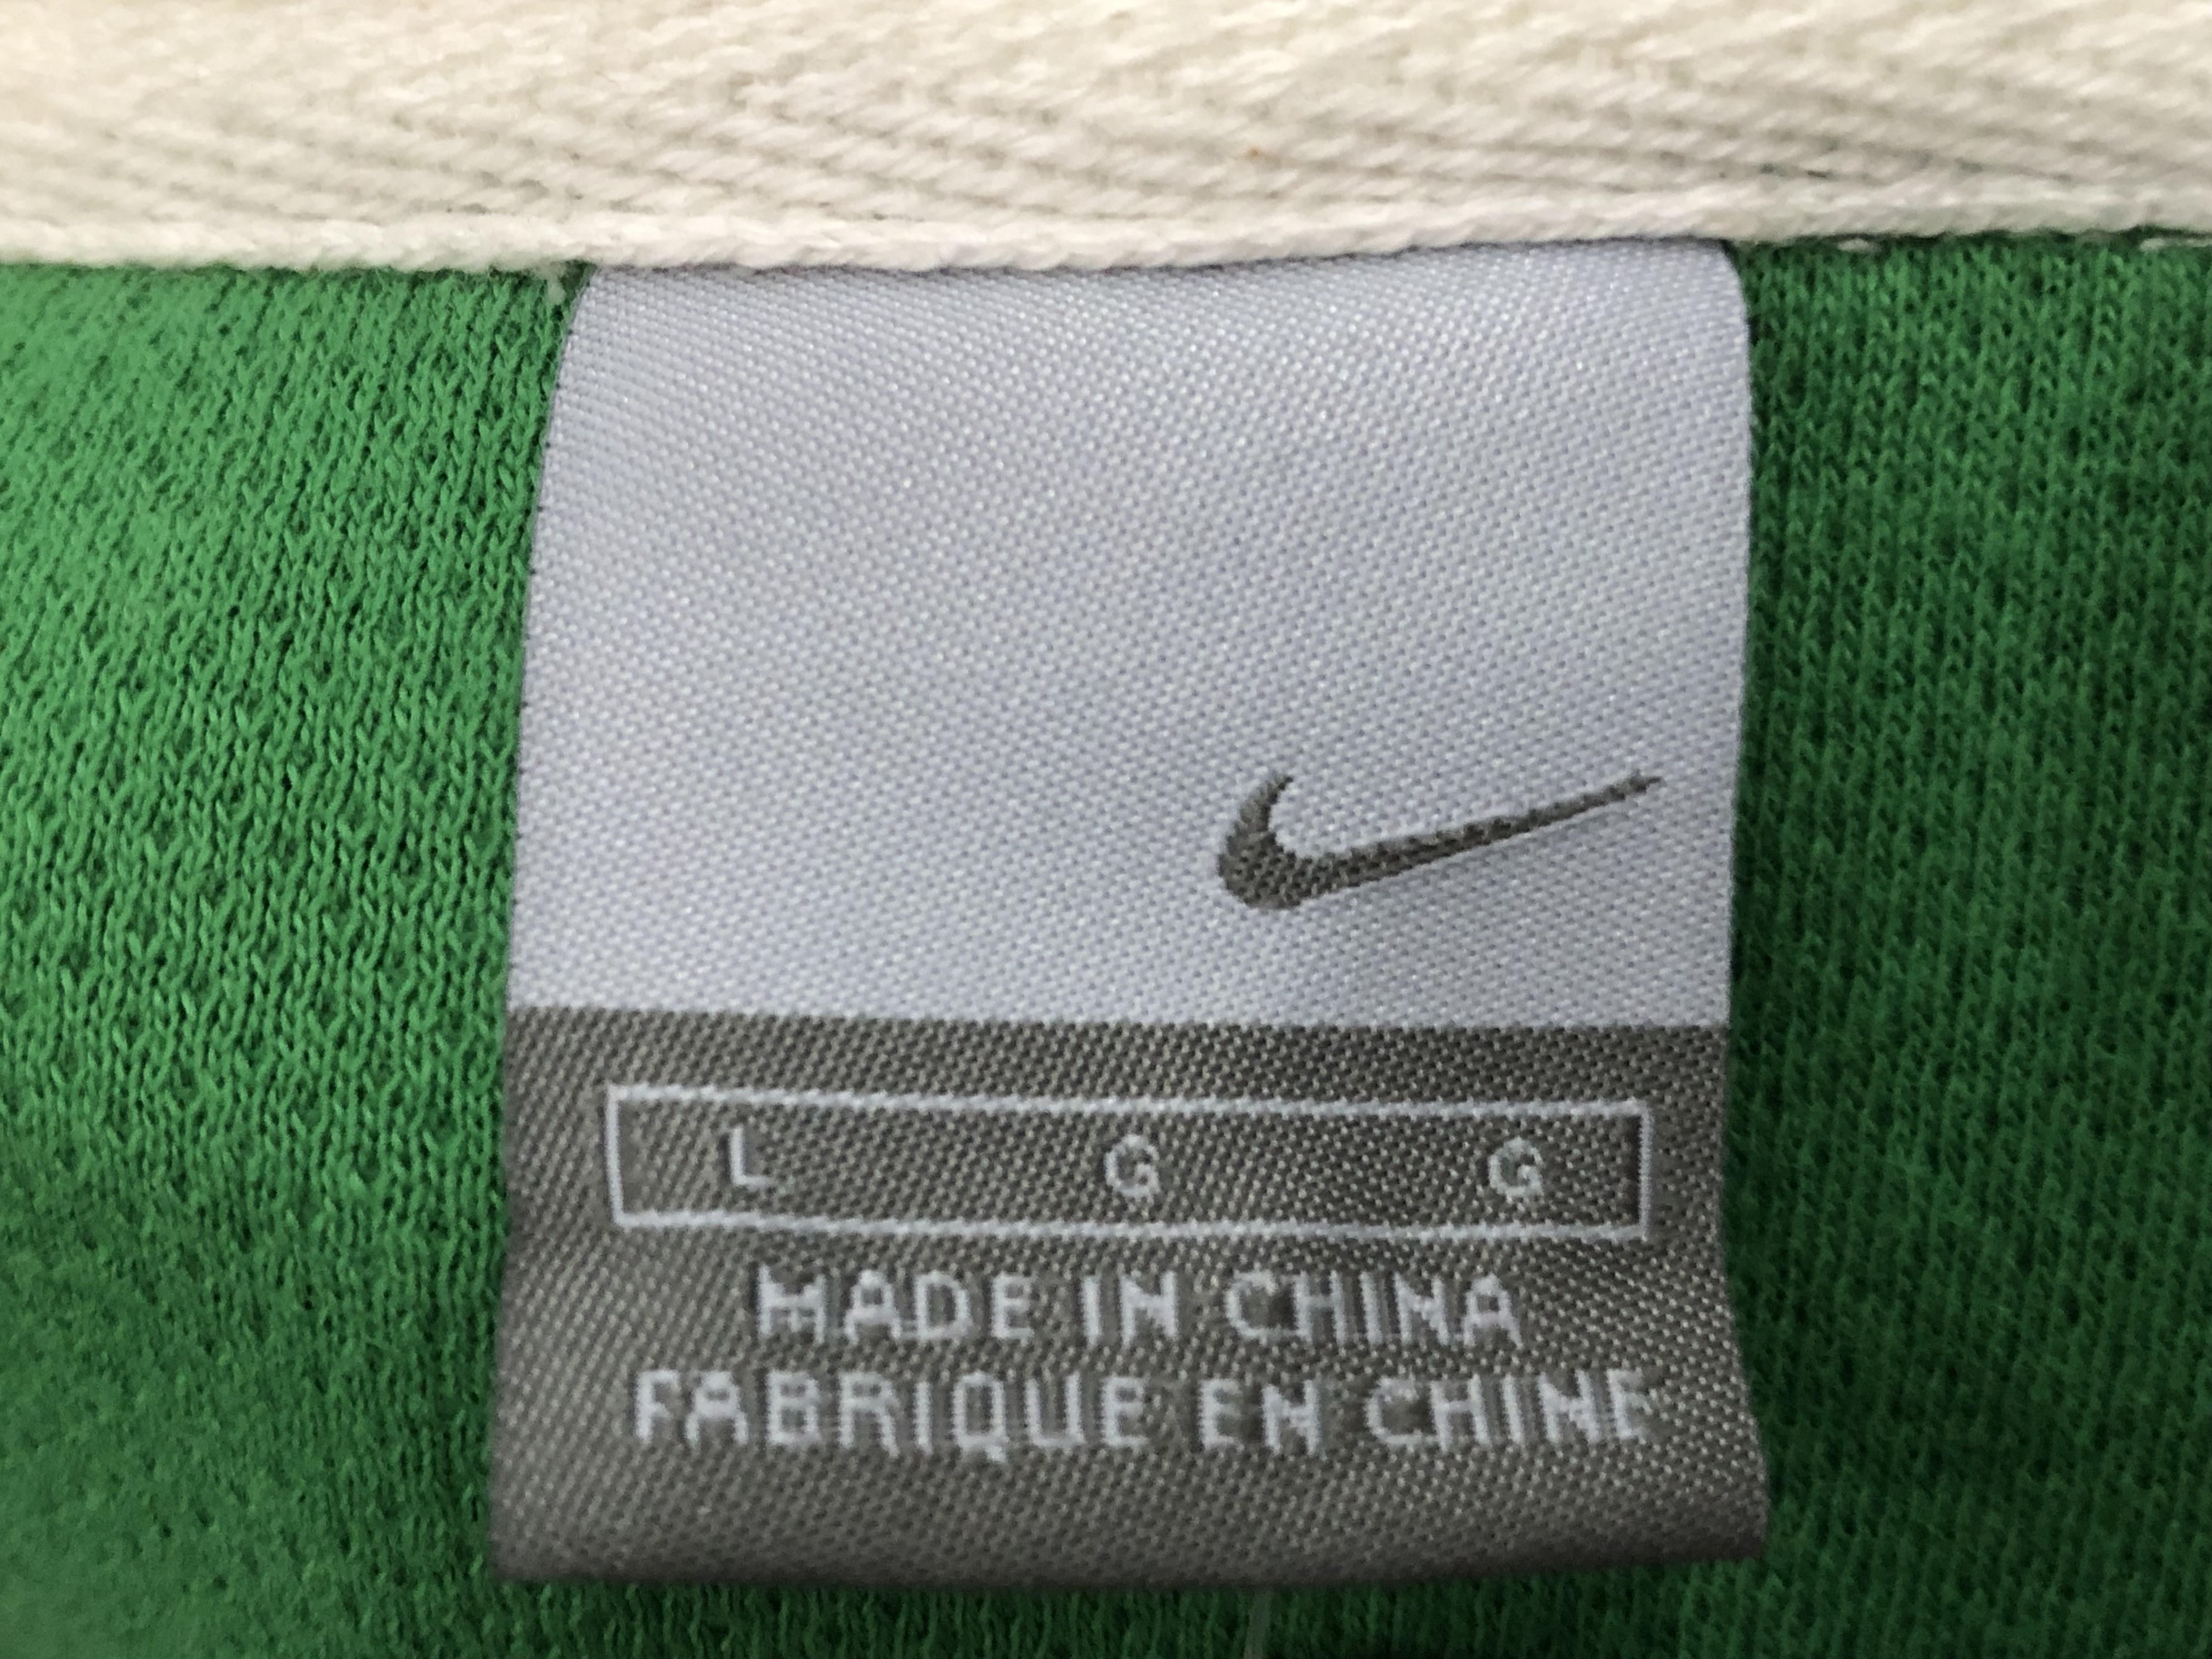 L G G
MADE IN CHINA
FABRIQUE EN CHINE